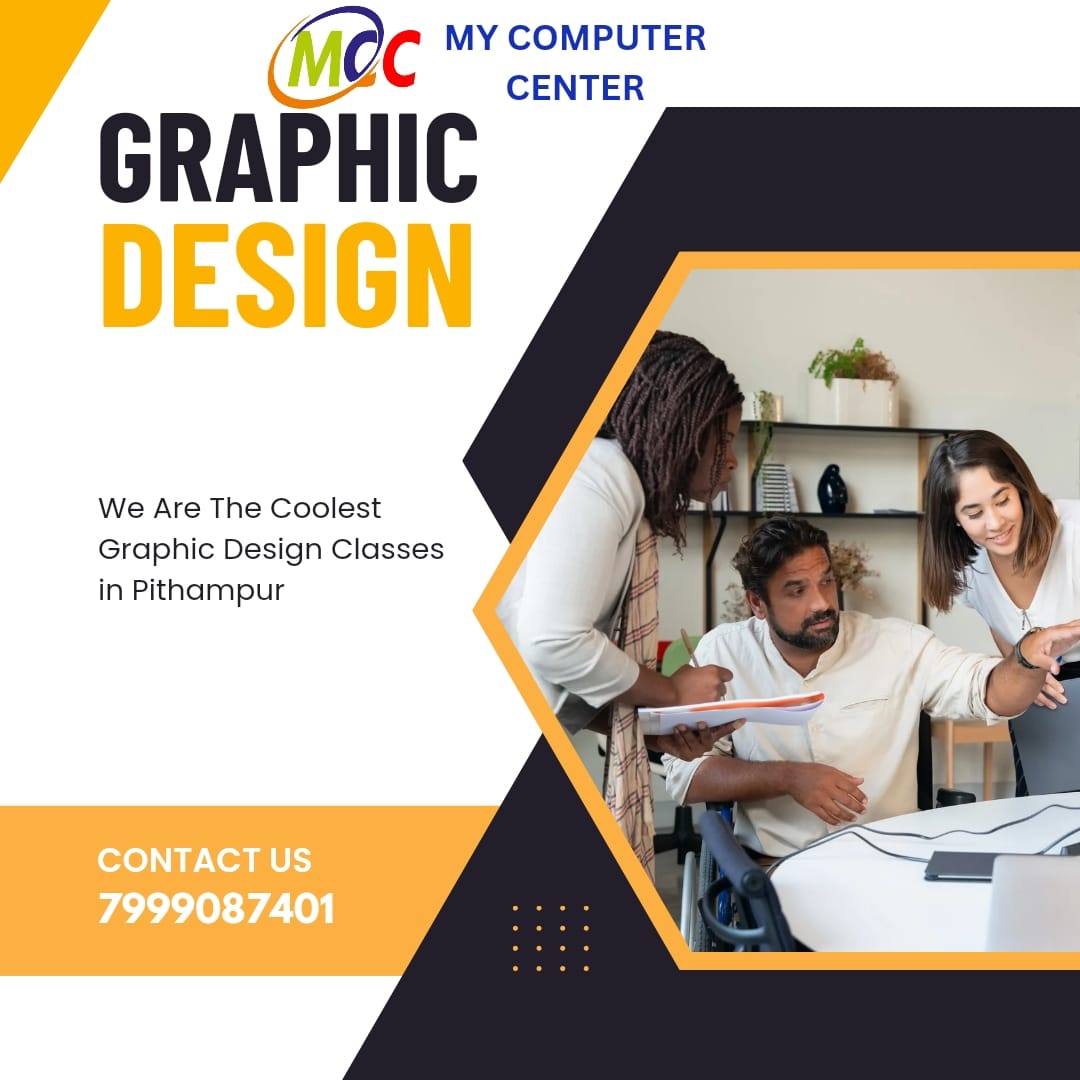 MCC
MY COMPUTER
CENTER
GRAPHIC
DESIGN
We Are The Coolest
Graphic Design Classes
in Pithampur
CONTACT US
7999087401